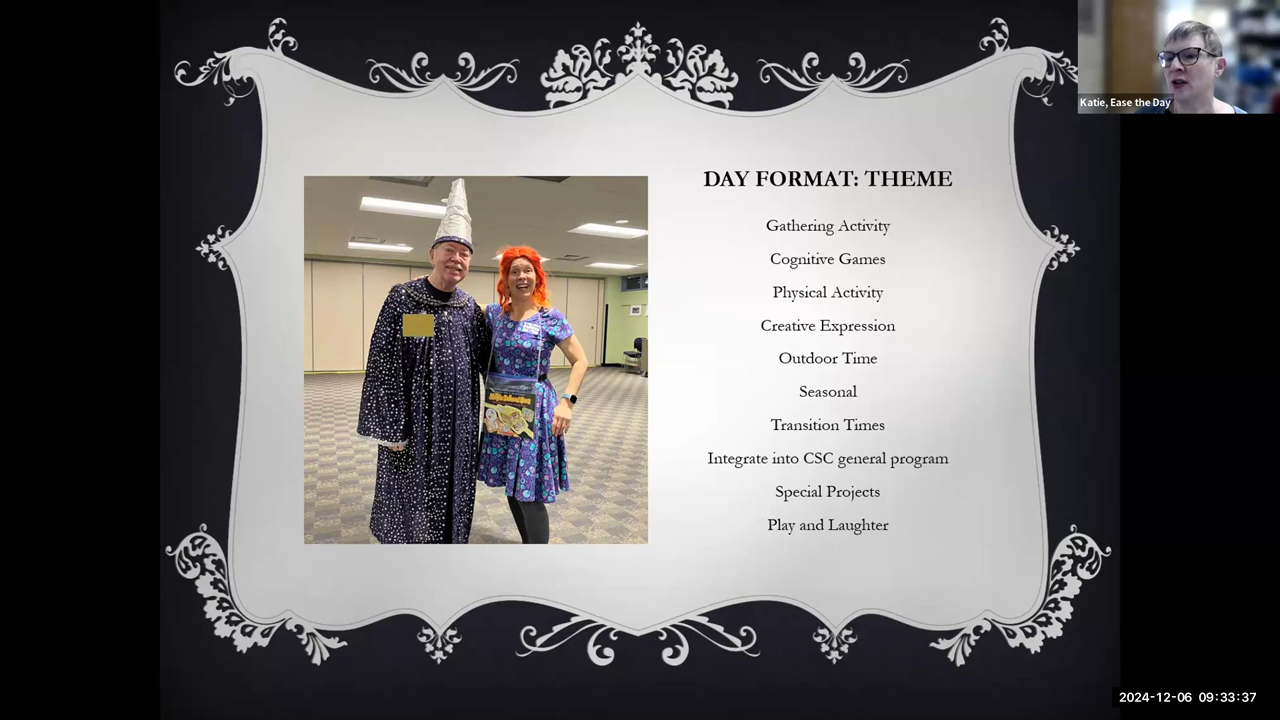 Katie, Ease the Day
DAY FORMAT: THEME
Gathering Activity
Cognitive Games
Physical Activity
Creative Expression
Outdoor Time
Seasonal
Transition Times
Integrate into CSC general program
Special Projects
Play and Laughter
2024-12-06 09:33:37